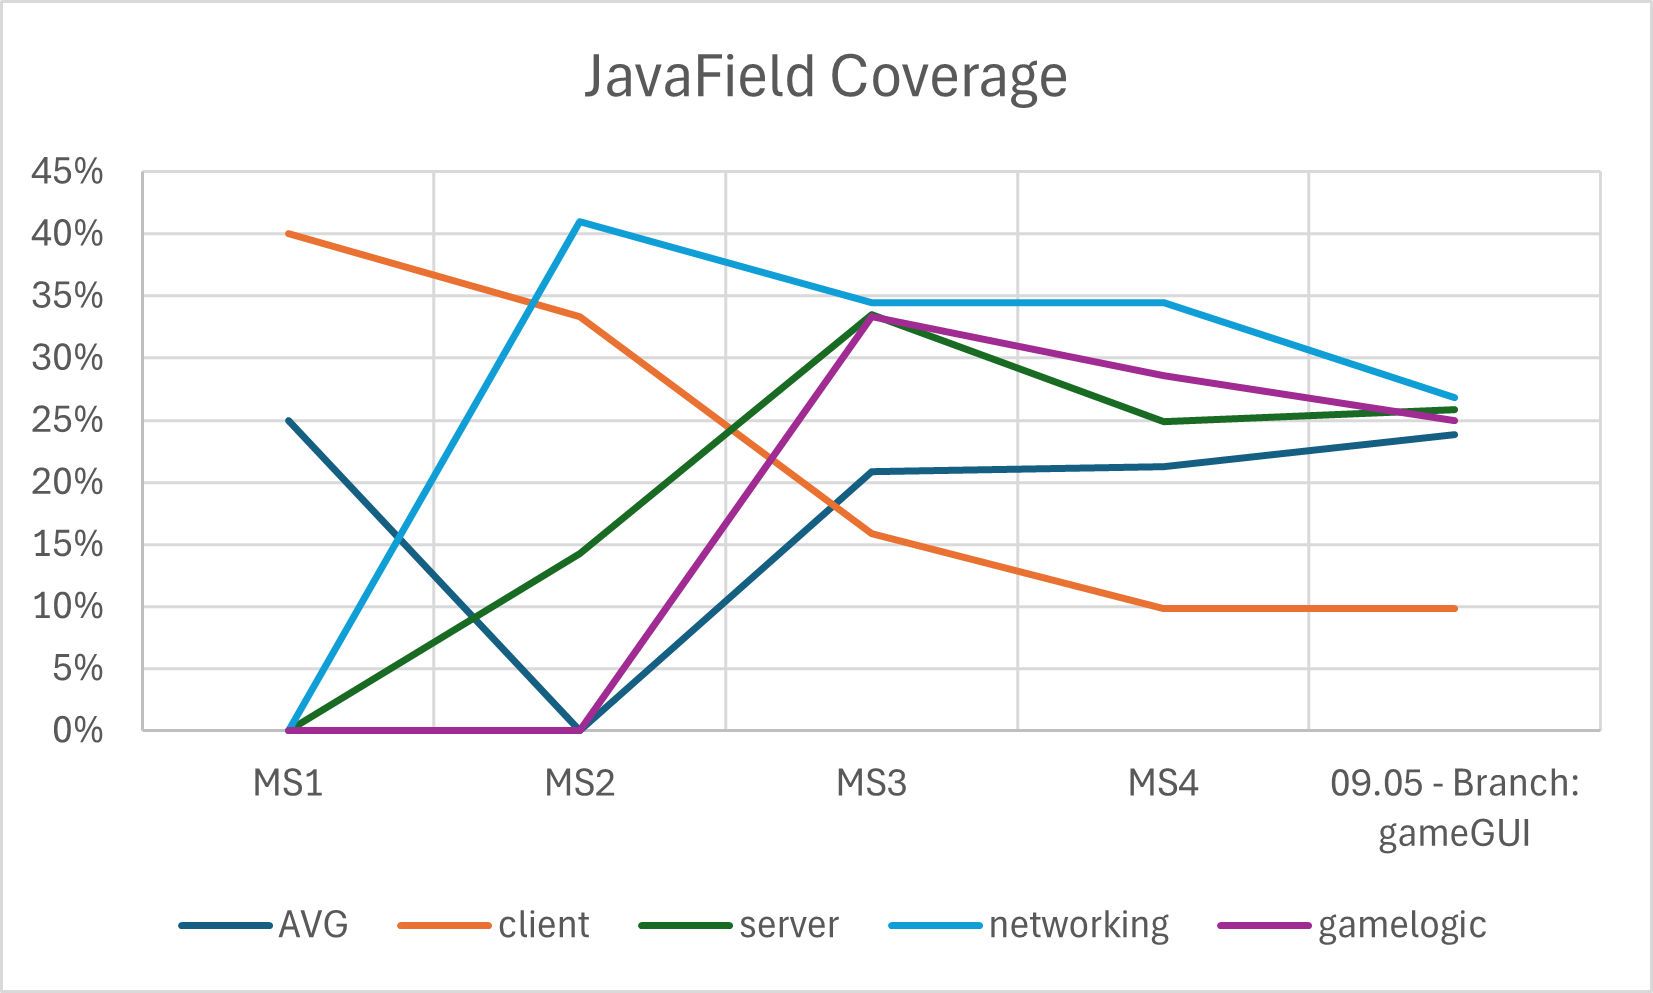 JavaField Coverage
45%
40%
35%
30%
25%
20%
15%
10%
5%
0%
MS1 MS2 MS3 MS4 09.05 - Branch:
gameGUI
AVG client server networking gamelogic